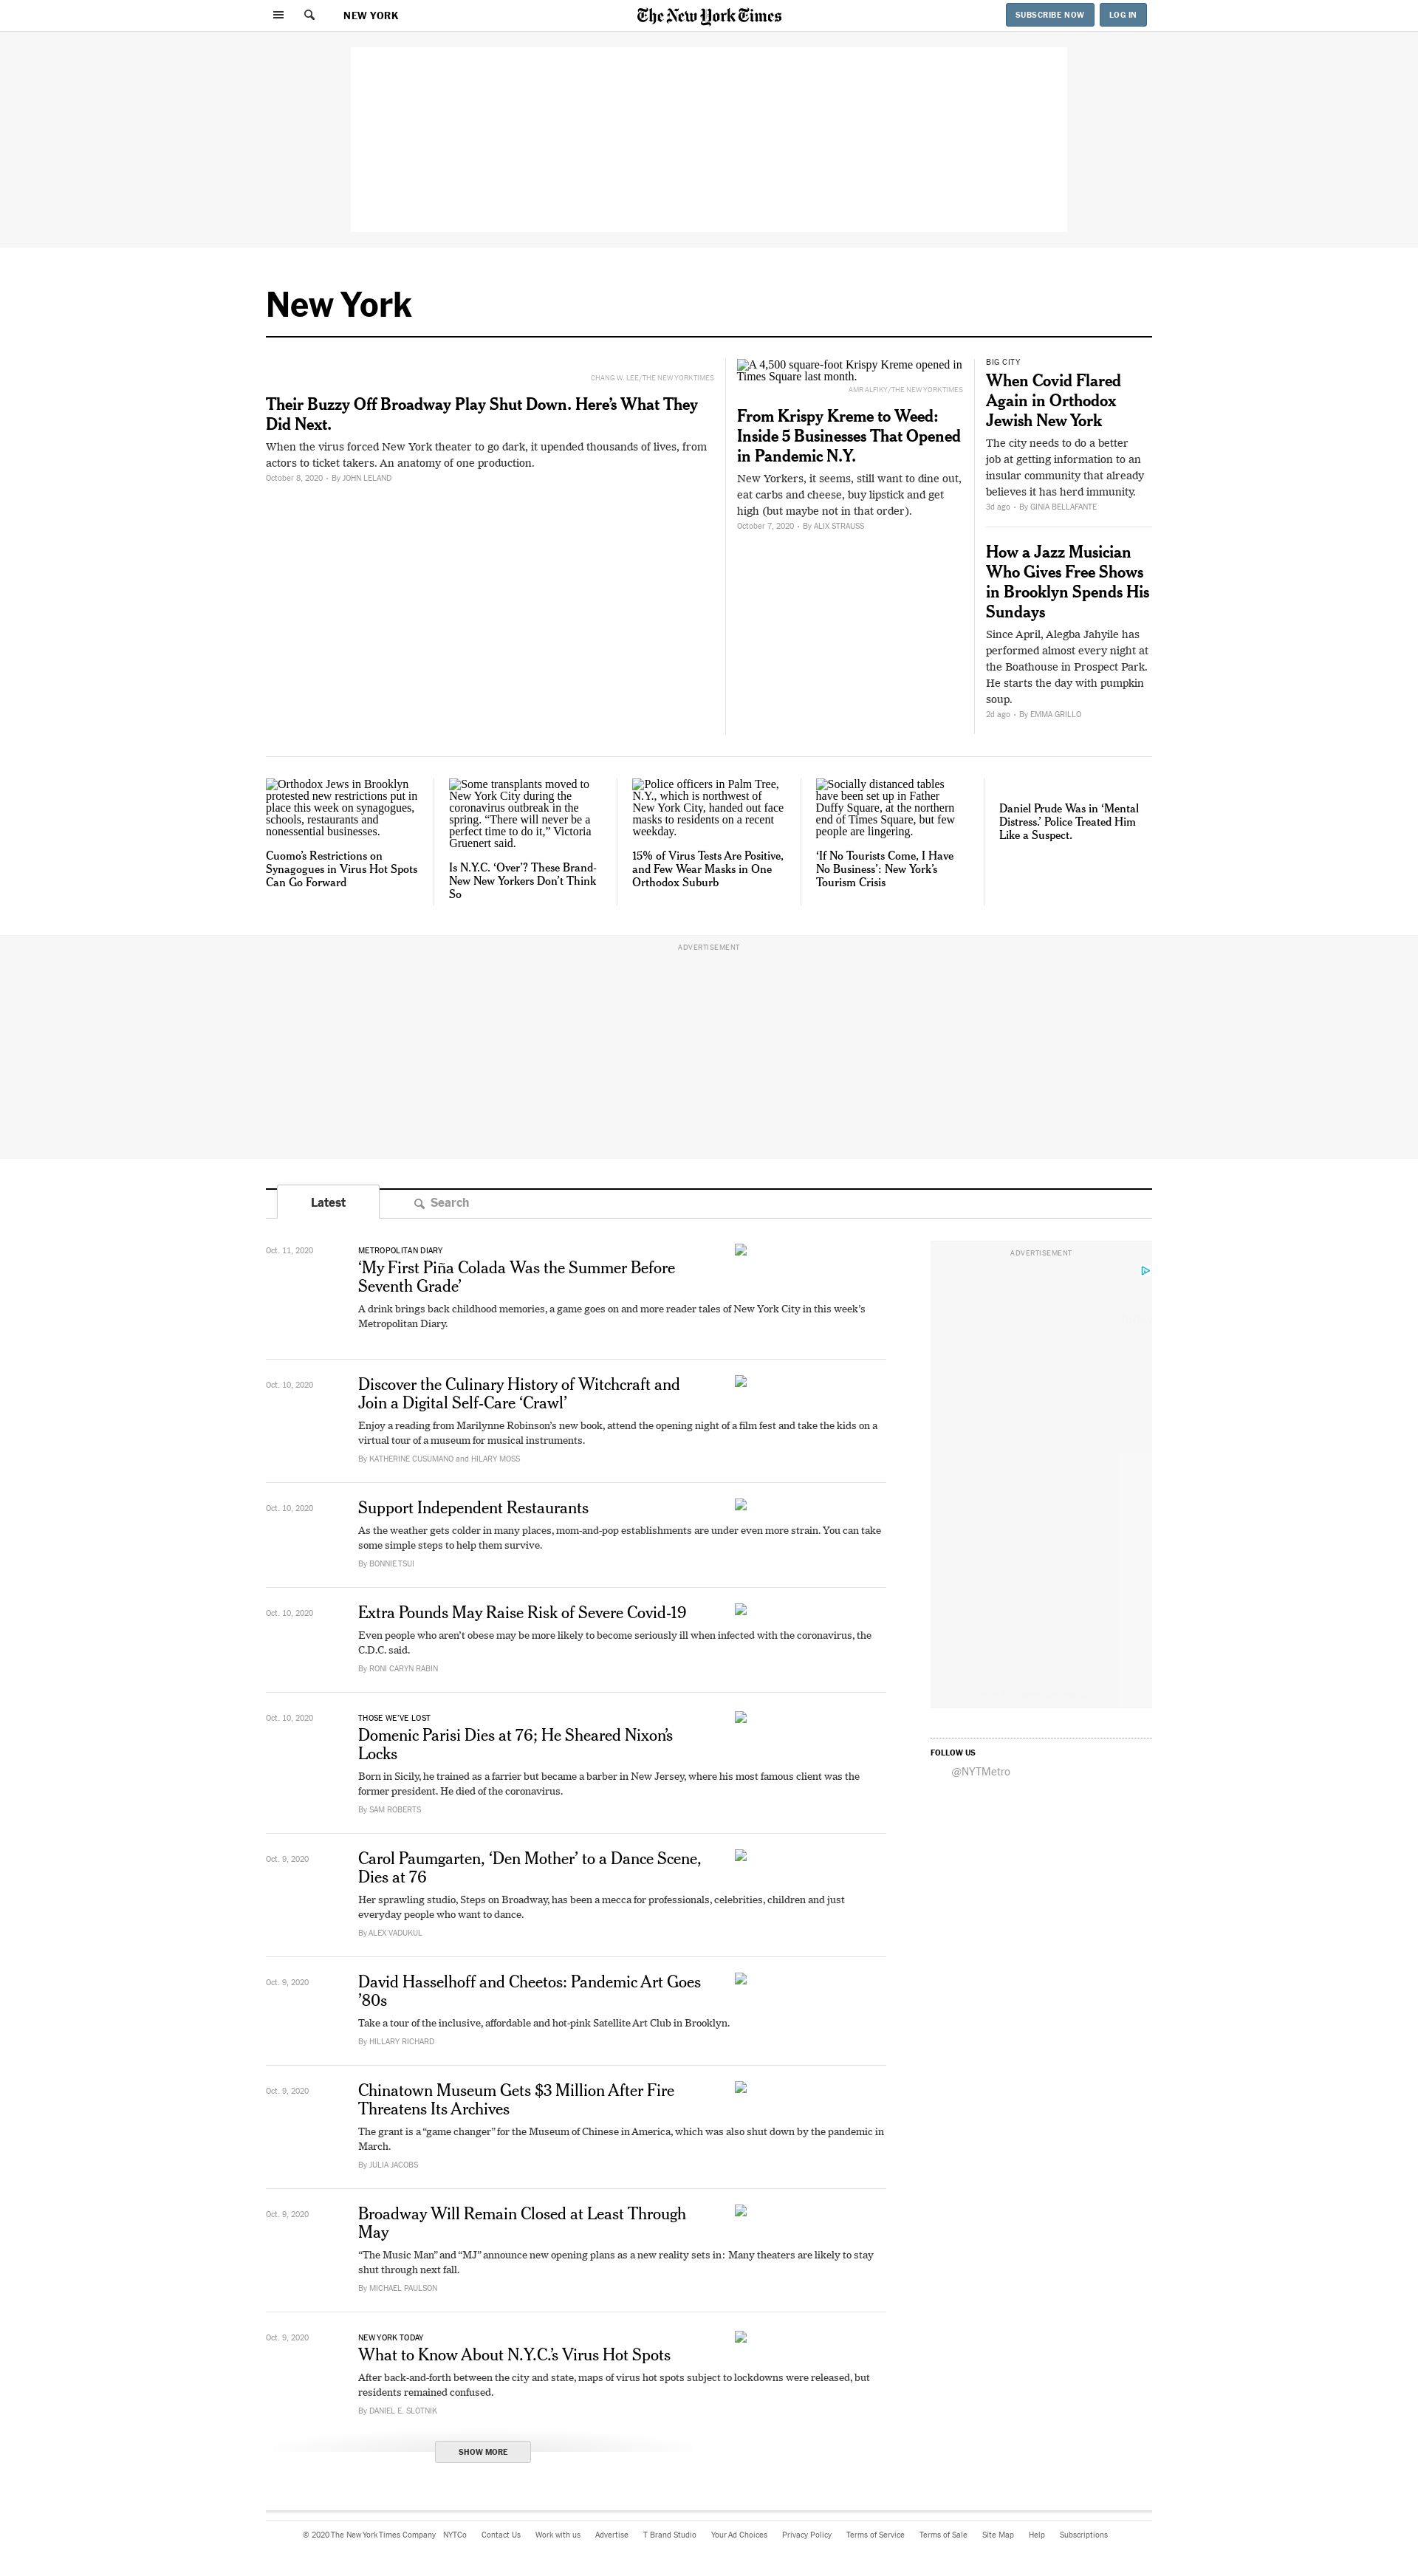 NEW YORK
The New York Times
SUBSCRIBE NOW
LOG IN
New York
CHANG W. LEE/THE NEW YORK TIMES
Their Buzzy Off Broadway Play Shut Down. Here’s What They
Did Next.
When the virus forced New York theater to go dark, it upended thousands of lives, from
actors to ticket takers. An anatomy of one production.
October 8, 2020 • By JOHN LELAND
A 4,500 square-foot Krispy Kreme opened in
Times Square last month.
AMR ALFIKY/THE NEW YORK TIMES
From Krispy Kreme to Weed:
Inside 5 Businesses That Opened
in Pandemic N.Y.
New Yorkers, it seems, still want to dine out,
eat carbs and cheese, buy lipstick and get
high (but maybe not in that order).
October 7, 2020 • By ALIX STRAUSS
BIG CITY
When Covid Flared
Again in Orthodox
Jewish New York
The city needs to do a better
job at getting information to an
insular community that already
believes it has herd immunity.
3d ago • By GINIA BELLAFANTE
How a Jazz Musician
Who Gives Free Shows
in Brooklyn Spends His
Sundays
Since April, Alegba Jahyile has
performed almost every night at
the Boathouse in Prospect Park.
He starts the day with pumpkin
soup.
2d ago • By EMMA GRILLO
Orthodox Jews in Brooklyn
protested new restrictions put in
place this week on synagogues,
schools, restaurants and
nonessential businesses.
Cuomo’s Restrictions on
Synagogues in Virus Hot Spots
Can Go Forward
Some transplants moved to
New York City during the
coronavirus outbreak in the
spring. “There will never be a
perfect time to do it,” Victoria
Gruenert said.
Is N.Y.C. ‘Over’? These Brand-
New New Yorkers Don’t Think
So
Police officers in Palm Tree,
N.Y., which is northwest of
New York City, handed out face
masks to residents on a recent
weekday.
15% of Virus Tests Are Positive,
and Few Wear Masks in One
Orthodox Suburb
Socially distanced tables
have been set up in Father
Duffy Square, at the northern
end of Times Square, but few
people are lingering.
‘If No Tourists Come, I Have
No Business’: New York’s
Tourism Crisis
Daniel Prude Was in ‘Mental
Distress.’ Police Treated Him
Like a Suspect.
ADVERTISEMENT
Latest
Search
Oct. 11, 2020
METROPOLITAN DIARY
‘My First Piña Colada Was the Summer Before
Seventh Grade’
A drink brings back childhood memories, a game goes on and more reader tales of New York City in this week’s
Metropolitan Diary.
Oct. 10, 2020
Discover the Culinary History of Witchcraft and
Join a Digital Self-Care ‘Crawl’
Enjoy a reading from Marilynne Robinson’s new book, attend the opening night of a film fest and take the kids on a
virtual tour of a museum for musical instruments.
By KATHERINE CUSUMANO and HILARY MOSS
Oct. 10, 2020
Support Independent Restaurants
As the weather gets colder in many places, mom-and-pop establishments are under even more strain. You can take
some simple steps to help them survive.
By BONNIE TSUI
Oct. 10, 2020
Extra Pounds May Raise Risk of Severe Covid-19
Even people who aren’t obese may be more likely to become seriously ill when infected with the coronavirus, the
C.D.C. said.
By RONI CARYN RABIN
Oct. 10, 2020
THOSE WE’VE LOST
Domenic Parisi Dies at 76; He Sheared Nixon’s
Locks
Born in Sicily, he trained as a farrier but became a barber in New Jersey, where his most famous client was the
former president. He died of the coronavirus.
By SAM ROBERTS
Oct. 9, 2020
Carol Paumgarten, ‘Den Mother’ to a Dance Scene,
Dies at 76
Her sprawling studio, Steps on Broadway, has been a mecca for professionals, celebrities, children and just
everyday people who want to dance.
By ALEX VADUKUL
Oct. 9, 2020
David Hasselhoff and Cheetos: Pandemic Art Goes
’80s
Take a tour of the inclusive, affordable and hot-pink Satellite Art Club in Brooklyn.
By HILLARY RICHARD
Oct. 9, 2020
Chinatown Museum Gets $3 Million After Fire
Threatens Its Archives
The grant is a “game changer” for the Museum of Chinese in America, which was also shut down by the pandemic in
March.
By JULIA JACOBS
Oct. 9, 2020
Broadway Will Remain Closed at Least Through
May
“The Music Man” and “MJ” announce new opening plans as a new reality sets in: Many theaters are likely to stay
shut through next fall.
By MICHAEL PAULSON
Oct. 9, 2020
NEW YORK TODAY
What to Know About N.Y.C.’s Virus Hot Spots
After back-and-forth between the city and state, maps of virus hot spots subject to lockdowns were released, but
residents remained confused.
By DANIEL E. SLOTNIK
SHOW MORE
ADVERTISEMENT
FOLLOW US
@NYTMetro
© 2020 The New York Times Company NYTCo Contact Us Work with us Advertise T Brand Studio Your Ad Choices Privacy Policy Terms of Service Terms of Sale Site Map Help Subscriptions